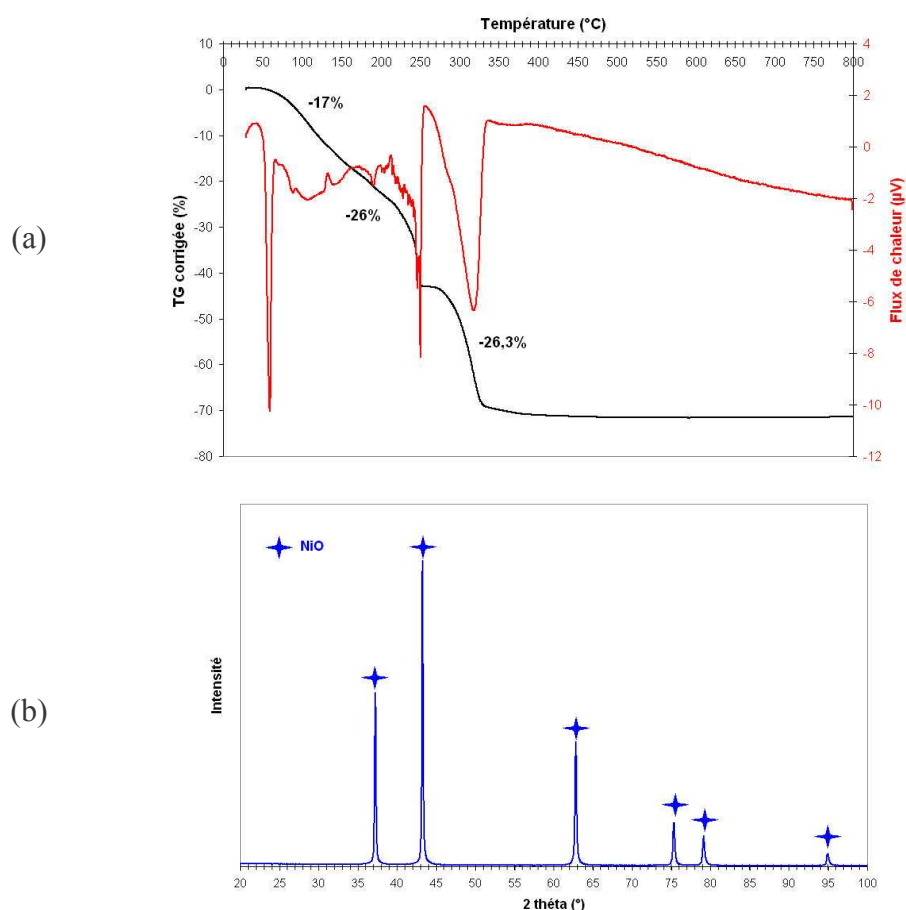 Température (°C)
10 4
0 50 100 150 200 250 300 350 400 450 500 550 600 650 700 750 800
0 2
-17%
-10 0
-20 -2
(a)
-26%
TG corrigée (%)
Flux de chaleur (µV)
-30 -4
-40 -6
-50 -8
-26,3%
-60
-70 -10
-80 -12
NiO
(b)
Intensité
20 25 30 35 40 45 50 55 60 65 70 75 80 85 90 95 100
2 théta (°)